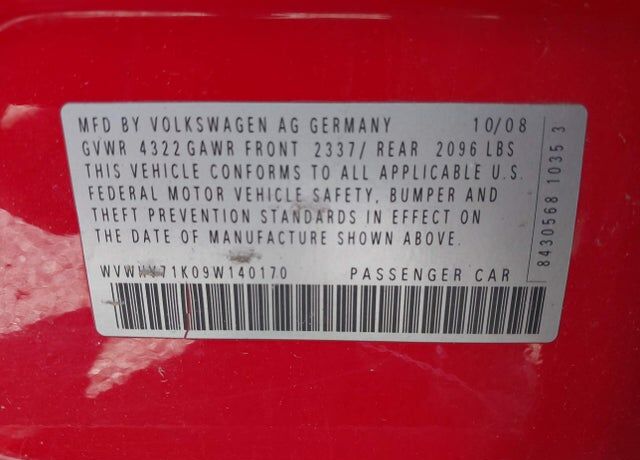 MFD BY VOLKSWAGEN AG GERMANY 10/08
GVWR 4322 GAWR FRONT 2337/ REAR 2096 LBS
THIS VEHICLE CONFORMS TO ALL APPLICABLE U.S.
FEDERAL MOTOR VEHICLE SAFETY, BUMPER AND
THEFT PREVENTION STANDARDS IN EFFECT ON
THE DATE OF MANUFACTURE SHOWN ABOVE.
PASSENGER CAR
8430568 1035 3